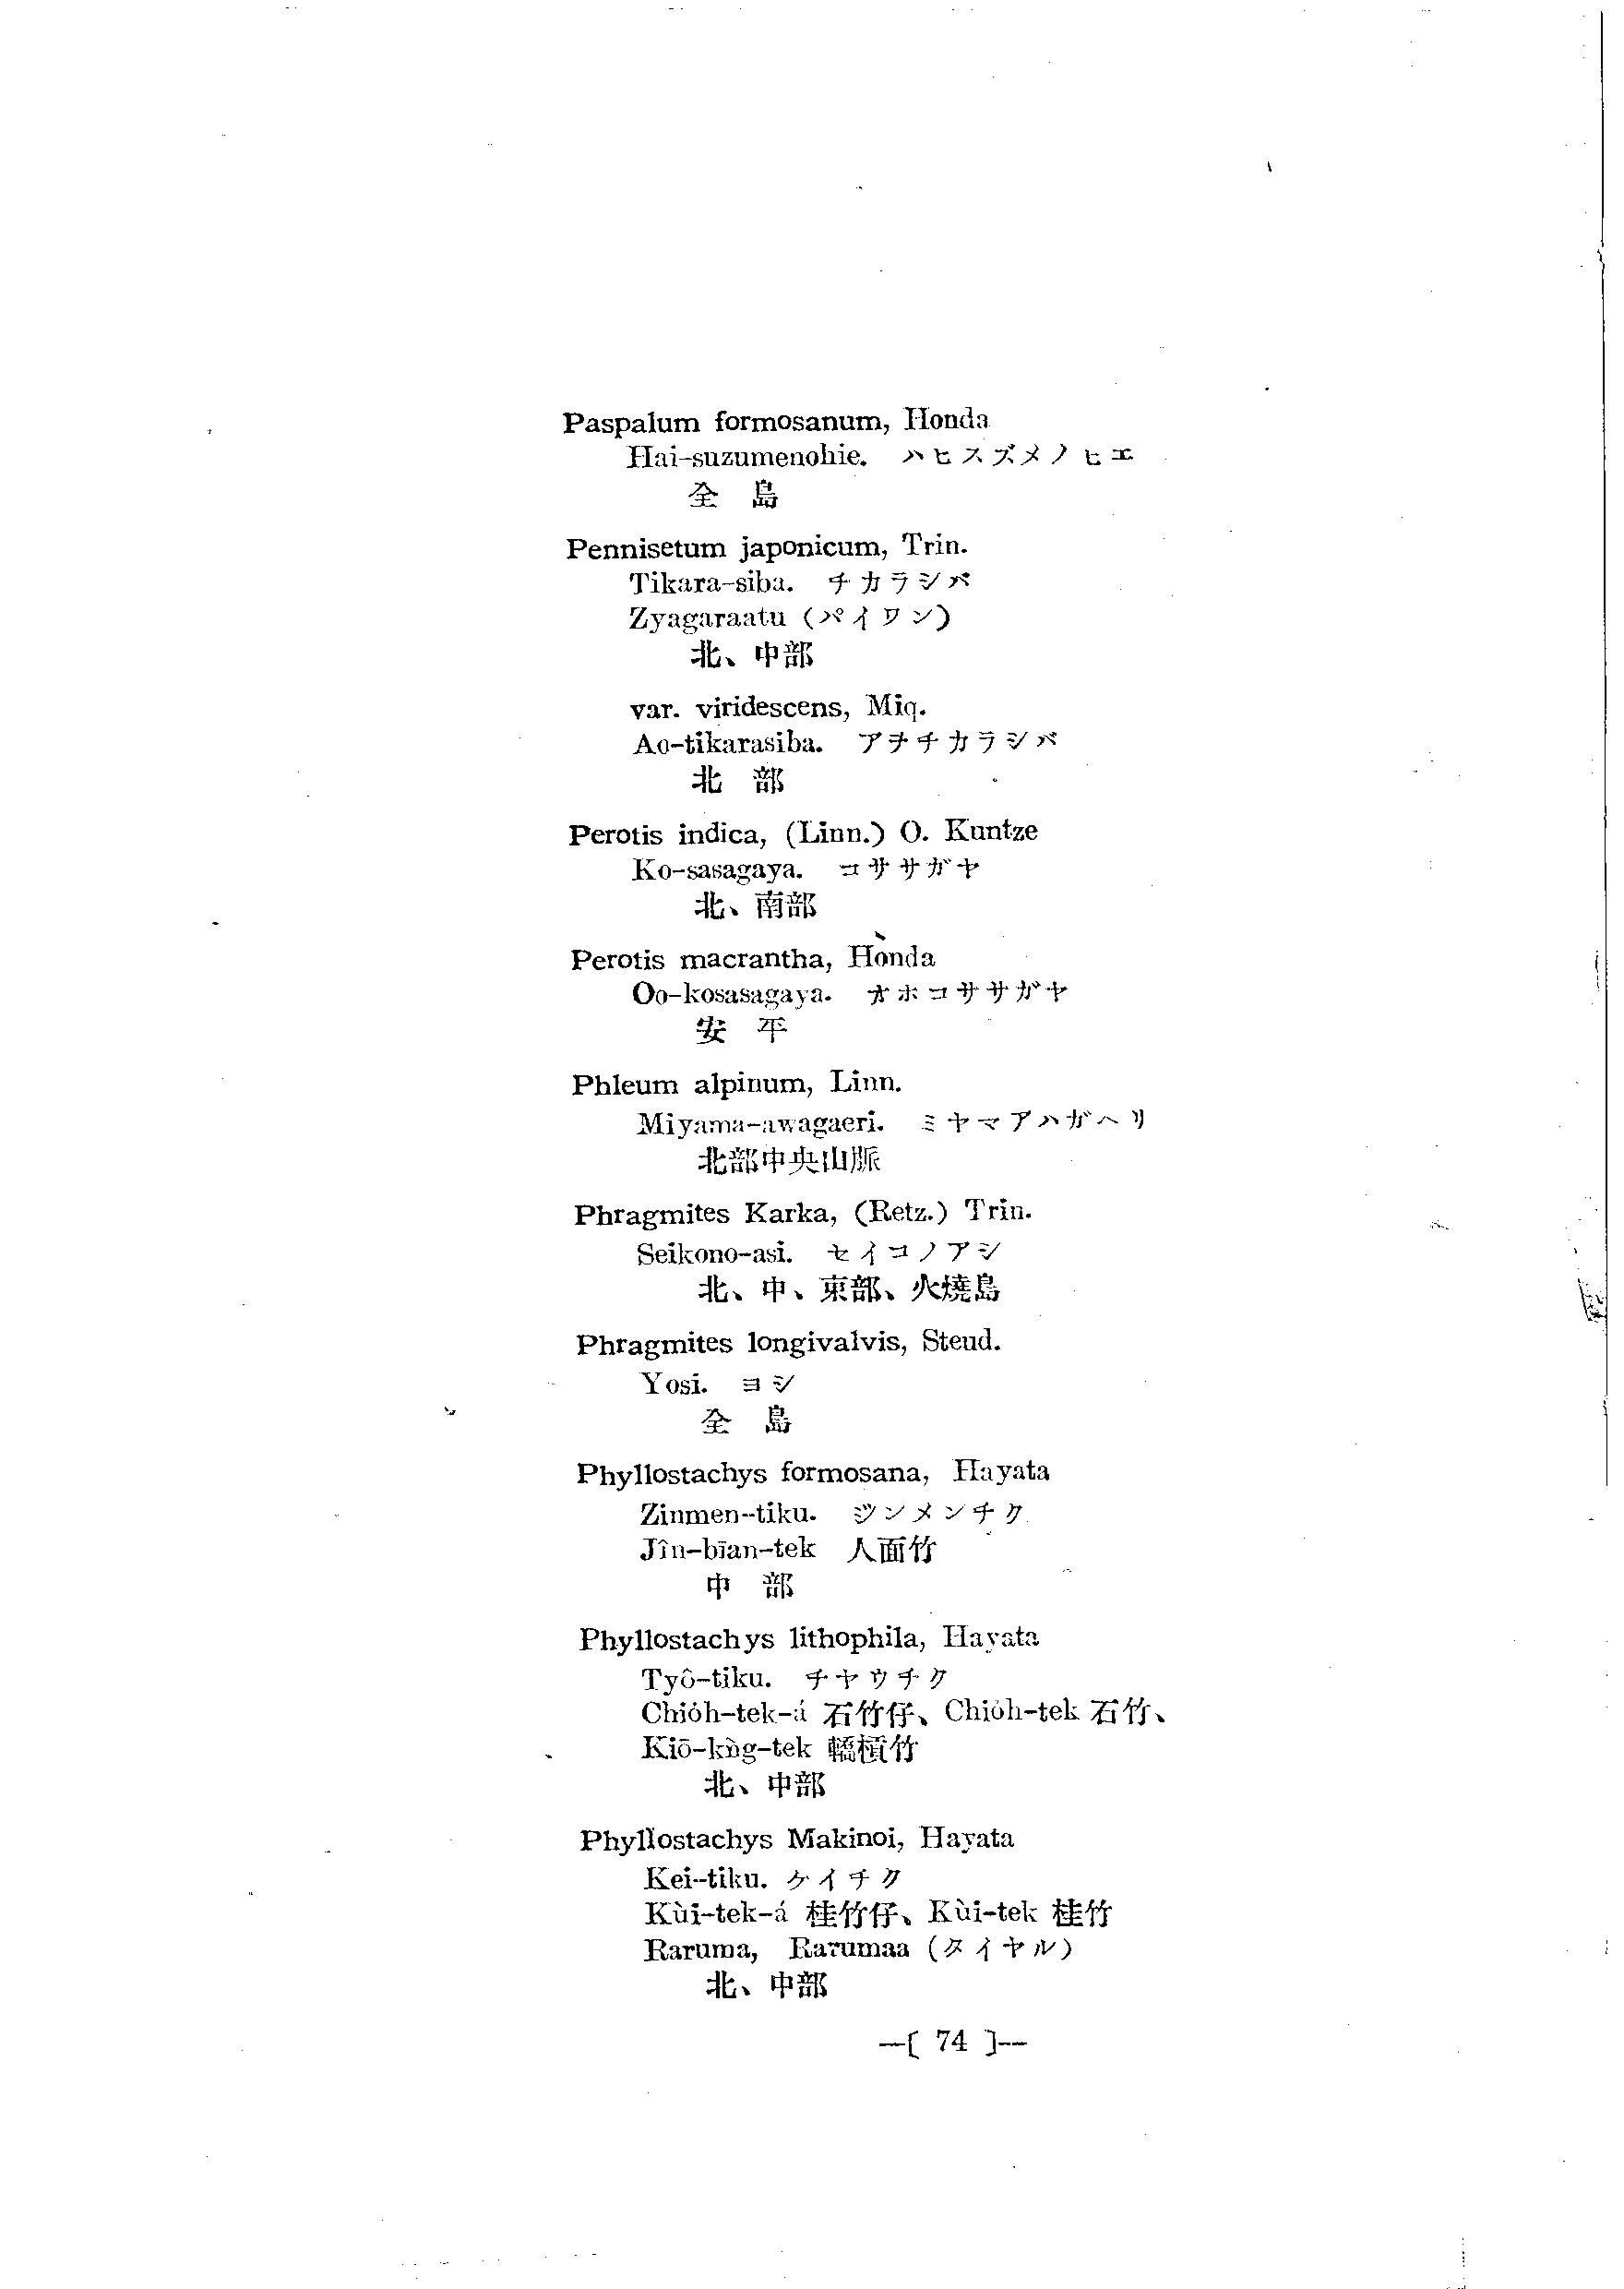 Paspalum formosanum, Honda
Hai-suzumenohie. ハヒスズメノヒエ
全 島
Pennisetum japonicum, Trin.
Tikara-siba. チカラシバ
Zyagaraatu (パイワン)
北、中部
var. viridescens, Miq.
Ao-tikarasiba. アヲチカラシバ
北 部
Perotis indica, (Linn.) O. Kuntze
Ko-sasagaya. コササガヤ
北、南部
Perotis macrantha, Honda
Oo-kosasagaya. オホコササガヤ
安 平
Phleum alpinum, Linn.
Miyama-awagaeri. ミヤマアハガヘリ
北部中央山脈
Phragmites Karka, (Retz.) Trin.
Seikono-asi. セイコノアシ
北、中、東部、火燒島
Phragmites longivalvis, Steud.
Yosi. ヨシ
全 島
Phyllostachys formosana, Hayata
Zinmen-tiku. ジンメンチク
Jîn-bīan-tek 人面竹
中 部
Phyllostachys lithophila, Hayata
Tyô-tiku. チヤウチク
Chióh-tek-á 石竹仔、Chióh-tek 石竹、
Kiō-kǹg-tek 轎槓竹
北、中部
Phyllostachys Makinoi, Hayata
Kei-tiku. ケイチク
Kùi-tek-á 桂竹仔、Kùi-tek 桂竹
Raruma, Rarumaa (タイヤル)
北、中部
—[ 74 ]—